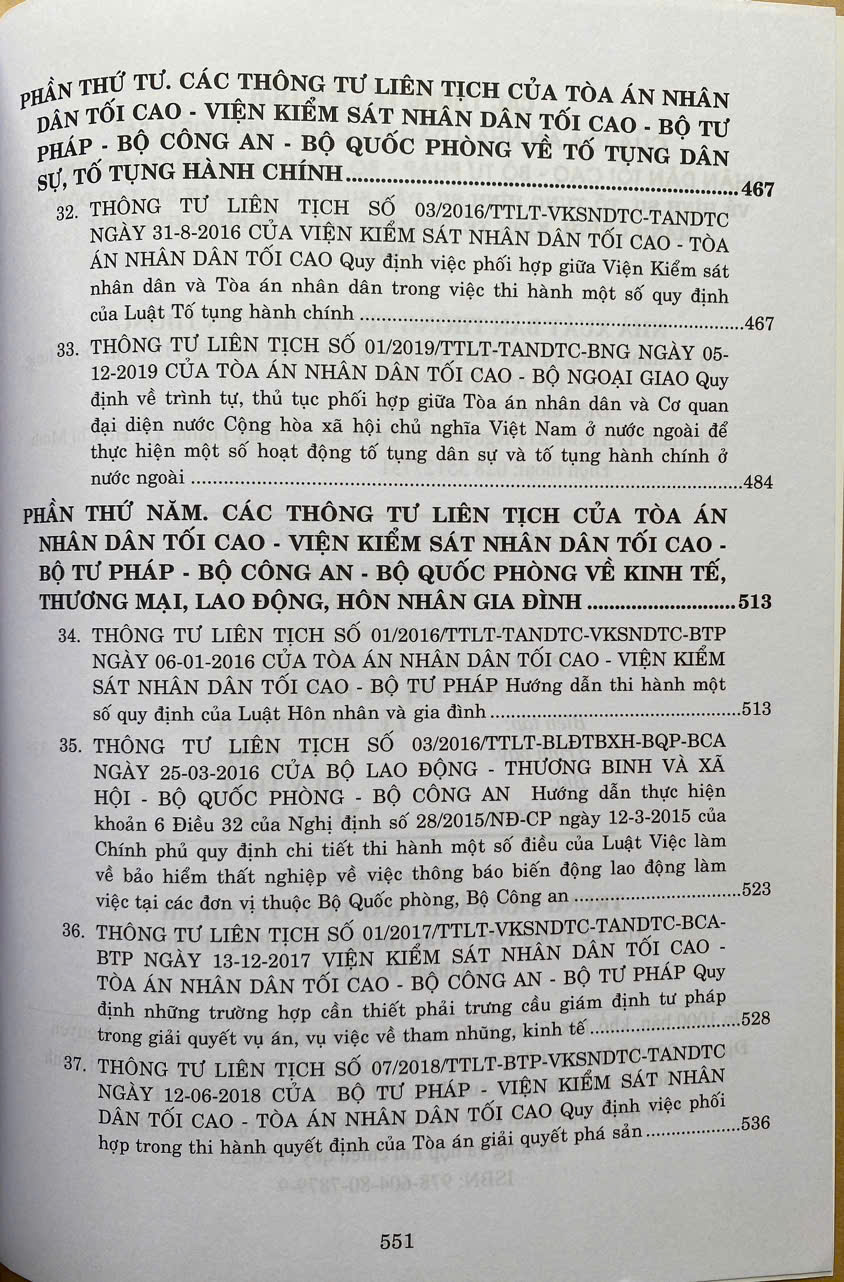 PHẦN THỨ TƯ. CÁC THÔNG TƯ LIÊN TỊCH CỦA TÒA ÁN NHÂN
DÂN TỐI CAO - VIỆN KIỂM SÁT NHÂN DÂN TỐI CAO - BỘ TƯ
PHÁP - BỘ CÔNG AN - BỘ QUỐC PHÒNG VỀ TỐ TỤNG DÂN
SỰ, TỐ TỤNG HÀNH CHÍNH.......................................................467
32. THÔNG TƯ LIÊN TỊCH SỐ 03/2016/TTLT-VKSNDTC-TANDTC
NGÀY 31-8-2016 CỦA VIỆN KIỂM SÁT NHÂN DÂN TỐI CAO - TÒA
ÁN NHÂN DÂN TỐI CAO Quy định việc phối hợp giữa Viện Kiểm sát
nhân dân và Tòa án nhân dân trong việc thi hành một số quy định
của Luật Tố tụng hành chính .......................................................467
33. THÔNG TƯ LIÊN TỊCH SỐ 01/2019/TTLT-TANDTC-BNG NGÀY 05-
12-2019 CỦA TÒA ÁN NHÂN DÂN TỐI CAO - BỘ NGOẠI GIAO Quy
định về trình tự, thủ tục phối hợp giữa Tòa án nhân dân và Cơ quan
đại diện nước Cộng hòa xã hội chủ nghĩa Việt Nam ở nước ngoài để
thực hiện một số hoạt động tố tụng dân sự và tố tụng hành chính ở
nước ngoài .......................................................484
PHẦN THỨ NĂM. CÁC THÔNG TƯ LIÊN TỊCH CỦA TÒA ÁN
NHÂN DÂN TỐI CAO - VIỆN KIỂM SÁT NHÂN DÂN TỐI CAO -
BỘ TƯ PHÁP - BỘ CÔNG AN - BỘ QUỐC PHÒNG VỀ KINH TẾ,
THƯƠNG MẠI, LAO ĐỘNG, HÔN NHÂN GIA ĐÌNH ..........................513
34. THÔNG TƯ LIÊN TỊCH SỐ 01/2016/TTLT-TANDTC-VKSNDTC-BTP
NGÀY 06-01-2016 CỦA TÒA ÁN NHÂN DÂN TỐI CAO - VIỆN KIỂM
SÁT NHÂN DÂN TỐI CAO - BỘ TƯ PHÁP Hướng dẫn thi hành một
số quy định của Luật Hôn nhân và gia đình .....................................513
35. THÔNG TƯ LIÊN TỊCH SỐ 03/2016/TTLT-BLĐTBXH-BQP-BCA
NGÀY 25-03-2016 CỦA BỘ LAO ĐỘNG - THƯƠNG BINH VÀ XÃ
HỘI - BỘ QUỐC PHÒNG - BỘ CÔNG AN Hướng dẫn thực hiện
khoản 6 Điều 32 của Nghị định số 28/2015/NĐ-CP ngày 12-3-2015 của
Chính phủ quy định chi tiết thi hành một số điều của Luật Việc làm
về bảo hiểm thất nghiệp về việc thông báo biến động lao động làm
việc tại các đơn vị thuộc Bộ Quốc phòng, Bộ Công an .........................523
36. THÔNG TƯ LIÊN TỊCH SỐ 01/2017/TTLT-VKSNDTC-TANDTC-BCA-
BTP NGÀY 13-12-2017 VIỆN KIỂM SÁT NHÂN DÂN TỐI CAO -
TÒA ÁN NHÂN DÂN TỐI CAO - BỘ CÔNG AN - BỘ TƯ PHÁP Quy
định những trường hợp cần thiết phải trưng cầu giám định tư pháp
trong giải quyết vụ án, vụ việc về tham nhũng, kinh tế ......................528
37. THÔNG TƯ LIÊN TỊCH SỐ 07/2018/TTLT-BTP-VKSNDTC-TANDTC
NGÀY 12-06-2018 CỦA BỘ TƯ PHÁP - VIỆN KIỂM SÁT NHÂN
DÂN TỐI CAO - TÒA ÁN NHÂN DÂN TỐI CAO Quy định việc phối
hợp trong thi hành quyết định của Tòa án giải quyết phá sản ..............536
ISBN: 978-604-80-7879-9
551